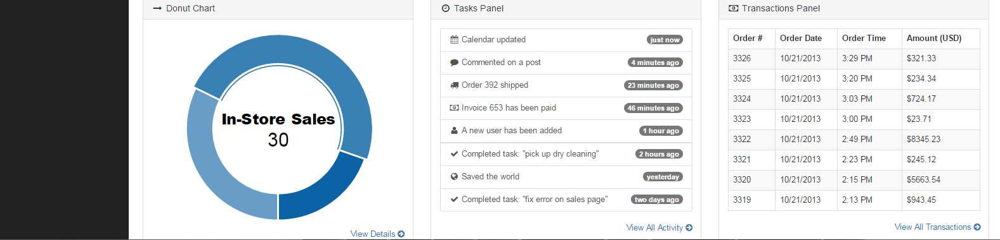 Donut Chart
In-Store Sales
30
View Details
Tasks Panel
Calendar updated just now
Commented on a post 4 minutes ago
Order 392 shipped 23 minutes ago
Invoice 653 has been paid 46 minutes ago
A new user has been added 1 hour ago
Completed task: "pick up dry cleaning" 2 hours ago
Saved the world yesterday
Completed task: "fix error on sales page" two days ago
View All Activity
Transactions Panel
Order # Order Date Order Time Amount (USD)
3326 10/21/2013 3:29 PM $321.33
3325 10/21/2013 3:20 PM $234.34
3324 10/21/2013 3:03 PM $724.17
3323 10/21/2013 3:00 PM $23.71
3322 10/21/2013 2:49 PM $8345.23
3321 10/21/2013 2:23 PM $245.12
3320 10/21/2013 2:15 PM $5663.54
3319 10/21/2013 2:13 PM $943.45
View All Transactions